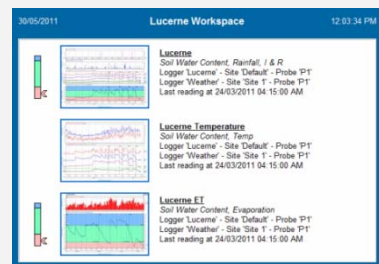 30/05/2011 Lucerne Workspace 12:03:34 PM
Lucerne
Soil Water Content, Rainfall, I & R
Logger 'Lucerne' - Site 'Default' - Probe 'P1'
Logger 'Weather' - Site 'Site 1' - Probe 'P1'
Last reading at 24/03/2011 04:15:00 AM
Lucerne Temperature
Soil Water Content, Temp
Logger 'Lucerne' - Site 'Default' - Probe 'P1'
Logger 'Weather' - Site 'Site 1' - Probe 'P1'
Last reading at 24/03/2011 04:15:00 AM
Lucerne ET
Soil Water Content, Evaporation
Logger 'Lucerne' - Site 'Default' - Probe 'P1'
Logger 'Weather' - Site 'Site 1' - Probe 'P1'
Last reading at 24/03/2011 04:15:00 AM